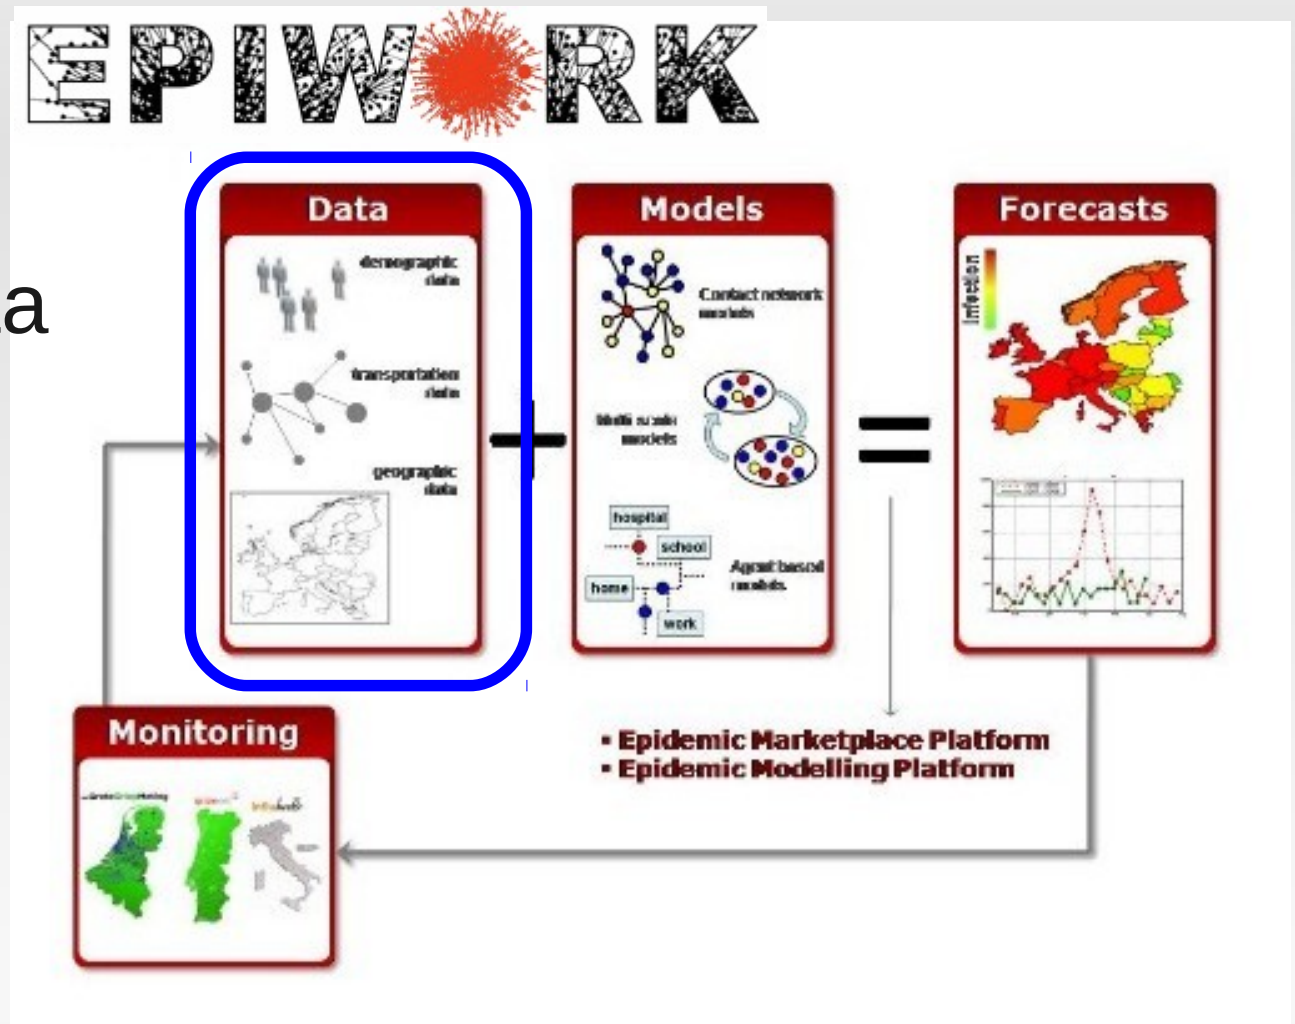 EPIWORK
a
Data
demographic
data
transportation
data
geographic
data
Models
Contact network
models
Multi scale
models
hospital
school
home
work
Agent based
models
Forecasts
Infection
Monitoring
▪ Epidemic Marketplace Platform
▪ Epidemic Modelling Platform